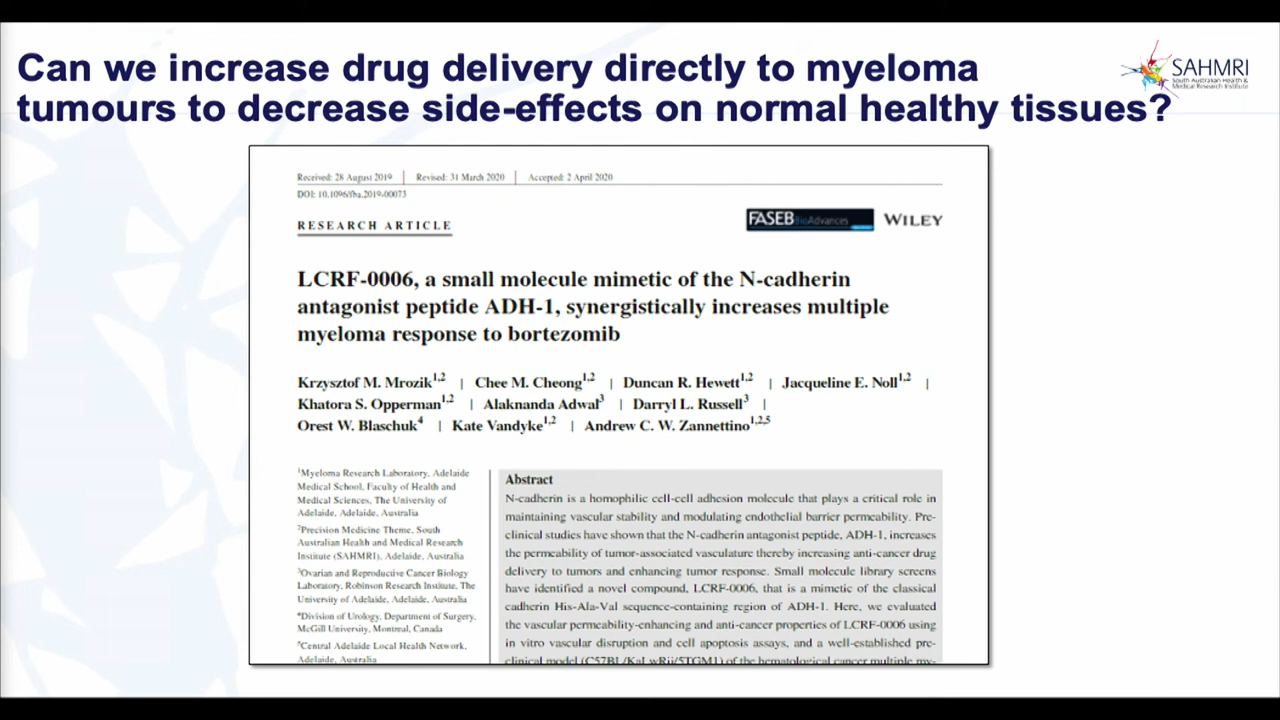 Can we increase drug delivery directly to myeloma
tumours to decrease side-effects on normal healthy tissues?
SAHMRI
South Australian Health &
Medical Research Institute
Received: 28 August 2019 | Revised: 31 March 2020 | Accepted: 2 April 2020
DOI: 10.1096/fba.2019-00073
RESEARCH ARTICLE
FASEB BioAdvances WILEY
LCRF-0006, a small molecule mimetic of the N-cadherin
antagonist peptide ADH-1, synergistically increases multiple
myeloma response to bortezomib
Krzysztof M. Mrozik1,2 | Chee M. Cheong1,2 | Duncan R. Hewett1,2 | Jacqueline E. Noll1,2 |
Khatora S. Opperman1,2 | Alaknanda Adwal3 | Darryl L. Russell3 |
Orest W. Blaschuk4 | Kate Vandyke1,2 | Andrew C. W. Zannettino1,2,5
1Myeloma Research Laboratory, Adelaide
Medical School, Faculty of Health and
Medical Sciences, The University of
Adelaide, Adelaide, Australia
2Precision Medicine Theme, South
Australian Health and Medical Research
Institute (SAHMRI), Adelaide, Australia
3Ovarian and Reproductive Cancer Biology
Laboratory, Robinson Research Institute, The
University of Adelaide, Adelaide, Australia
4Division of Urology, Department of Surgery,
McGill University, Montreal, Canada
5Central Adelaide Local Health Network,
Adelaide, Australia
Abstract
N-cadherin is a homophilic cell-cell adhesion molecule that plays a critical role in
maintaining vascular stability and modulating endothelial barrier permeability. Pre-
clinical studies have shown that the N-cadherin antagonist peptide, ADH-1, increases
the permeability of tumor-associated vasculature thereby increasing anti-cancer drug
delivery to tumors and enhancing tumor response. Small molecule library screens
have identified a novel compound, LCRF-0006, that is a mimetic of the classical
cadherin His-Ala-Val sequence-containing region of ADH-1. Here, we evaluated
the vascular permeability-enhancing and anti-cancer properties of LCRF-0006 using
in vitro vascular disruption and cell apoptosis assays, and a well-established pre-
clinical model (C57BL/KaLwRij/5TGM1) of the hematological cancer multiple my-